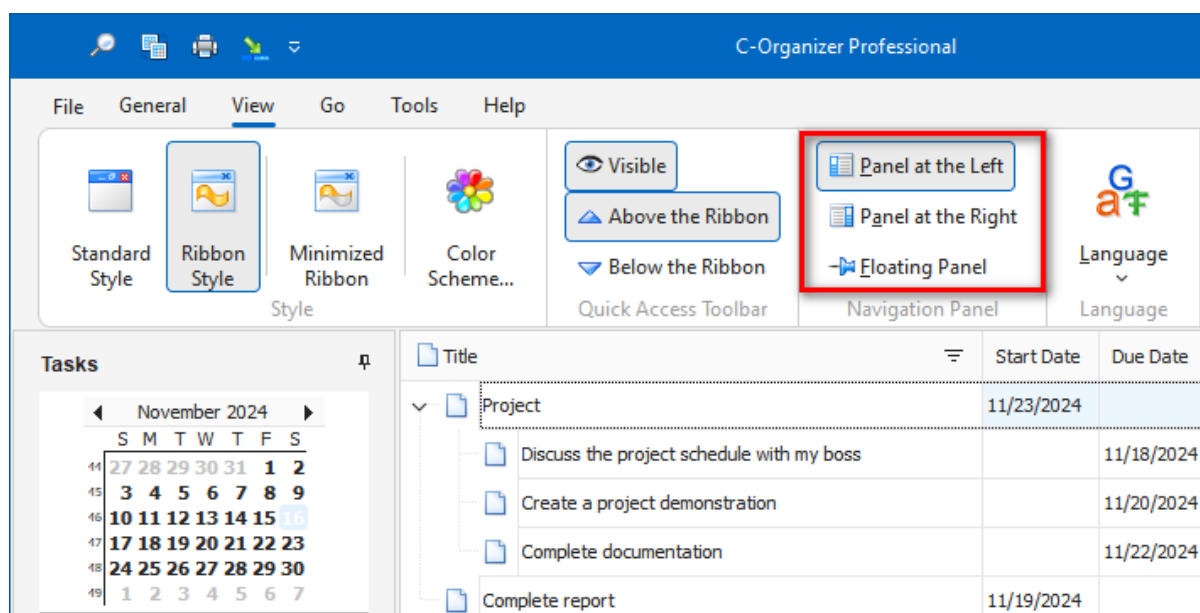 C-Organizer Professional
File General View Go Tools Help
Visible
Panel at the Left
Above the Ribbon
Panel at the Right
Standard Style
Ribbon Style
Minimized Ribbon
Color Scheme...
Below the Ribbon
Floating Panel
Language
Style
Quick Access Toolbar
Navigation Panel
Language
Tasks
Title Start Date Due Date
November 2024
S M T W T F S
44 27 28 29 30 31 1 2
45 3 4 5 6 7 8 9
46 10 11 12 13 14 15 16
47 17 18 19 20 21 22 23
48 24 25 26 27 28 29 30
49 1 2 3 4 5 6 7
Project 11/23/2024
Discuss the project schedule with my boss 11/18/2024
Create a project demonstration 11/20/2024
Complete documentation 11/22/2024
Complete report 11/19/2024